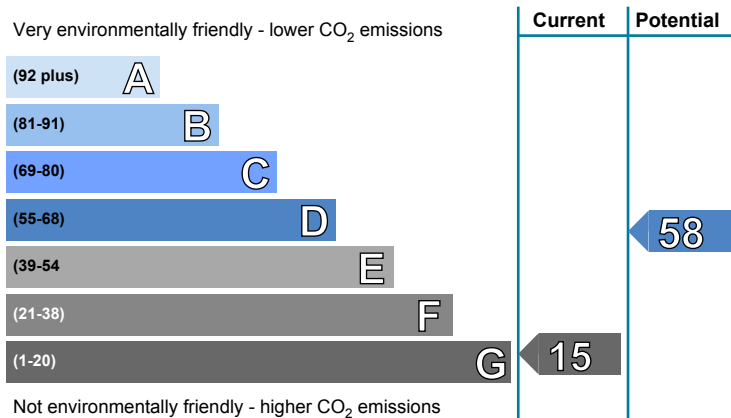 Very environmentally friendly - lower CO2 emissions
Current
Potential
(92 plus) A
(81-91) B
(69-80) C
(55-68) D
58
(39-54 E
(21-38) F
(1-20) G
15
Not environmentally friendly - higher CO2 emissions